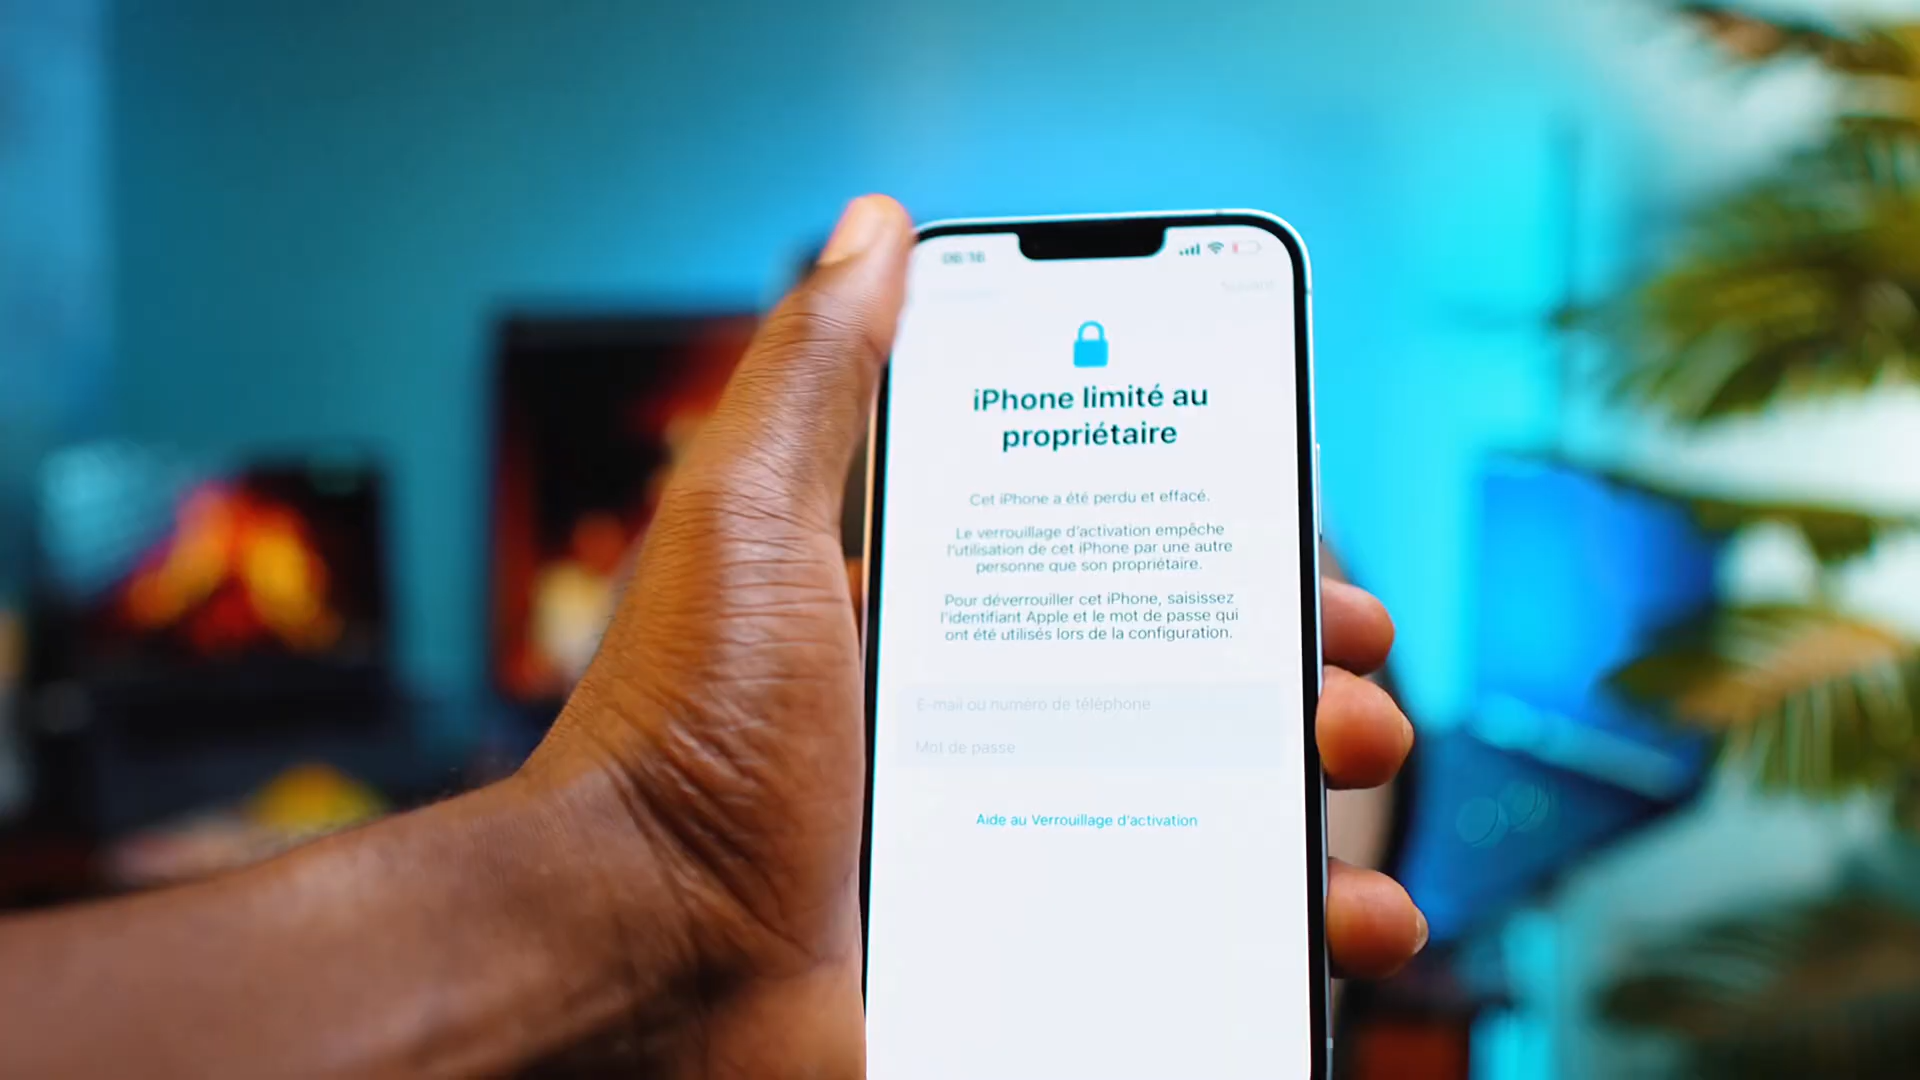 iPhone limité au
propriétaire
Cet iPhone a été perdu et effacé.
Le verrouillage d'activation empêche
l'utilisation de cet iPhone par une autre
personne que son propriétaire.
Pour déverrouiller cet iPhone, saisissez
l'identifiant Apple et le mot de passe qui
ont été utilisés lors de la configuration.
E-mail ou numéro de téléphone
Mot de passe
Aide au Verrouillage d'activation